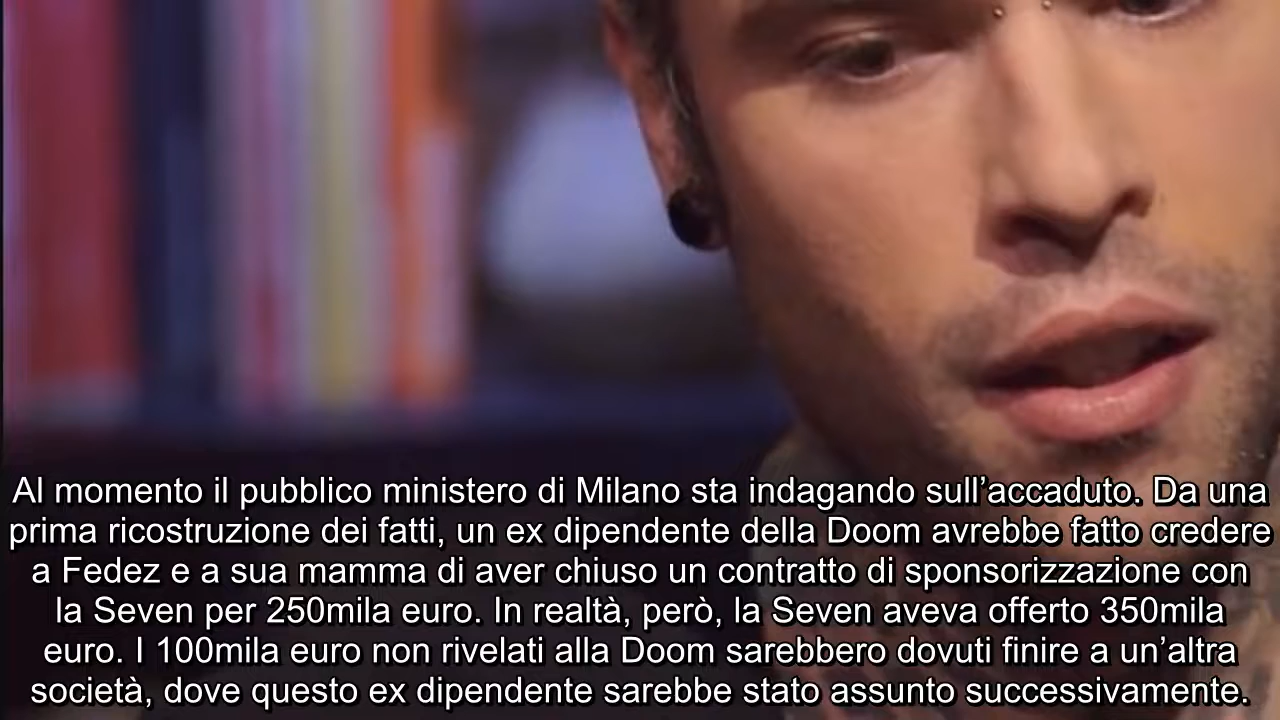 Al momento il pubblico ministero di Milano sta indagando sull’accaduto. Da una
prima ricostruzione dei fatti, un ex dipendente della Doom avrebbe fatto credere
a Fedez e a sua mamma di aver chiuso un contratto di sponsorizzazione con
la Seven per 250mila euro. In realtà, però, la Seven aveva offerto 350mila
euro. I 100mila euro non rivelati alla Doom sarebbero dovuti finire a un’altra
società, dove questo ex dipendente sarebbe stato assunto successivamente.